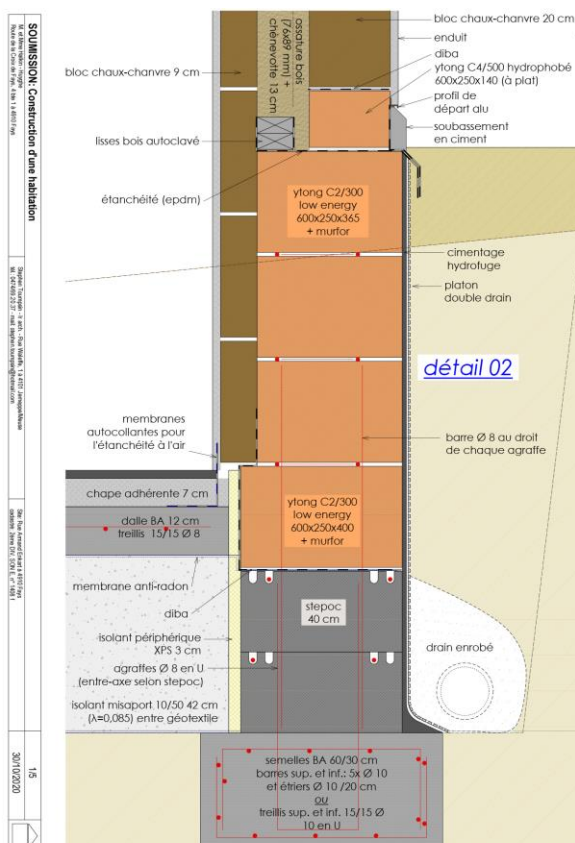 SOUMISSION: Construction d'une habitation
30/10/2020
1/5
bloc chaux-chanvre 9 cm
lisses bois autoclavé
étanchéité (epdm)
ossature bois
(76x89 mm) +
chènevotte 13 cm
bloc chaux-chanvre 20 cm
enduit
diba
ytong C4/500 hydrophobé
600x250x140 (à plat)
profil de
départ alu
soubassement
en ciment
ytong C2/300
low energy
600x250x365
+ murfor
cimentage
hydrofuge
platon
double drain
détail 02
membranes
autocollantes pour
l'étanchéité à l'air
barre Ø 8 au droit
de chaque agraffe
chape adhérente 7 cm
dalle BA 12 cm
treillis 15/15 Ø 8
ytong C2/300
low energy
600x250x400
+ murfor
membrane anti-radon
diba
isolant périphérique
XPS 3 cm
agraffes Ø 8 en U
(entre-axe selon stepoc)
isolant misaport 10/50 42 cm
(λ=0,085) entre géotextile
stepoc
40 cm
drain enrobé
semelles BA 60/30 cm
barres sup. et inf.: 5x Ø 10
et étriers Ø 10 /20 cm
ou
treillis sup. et inf. 15/15 Ø
10 en U